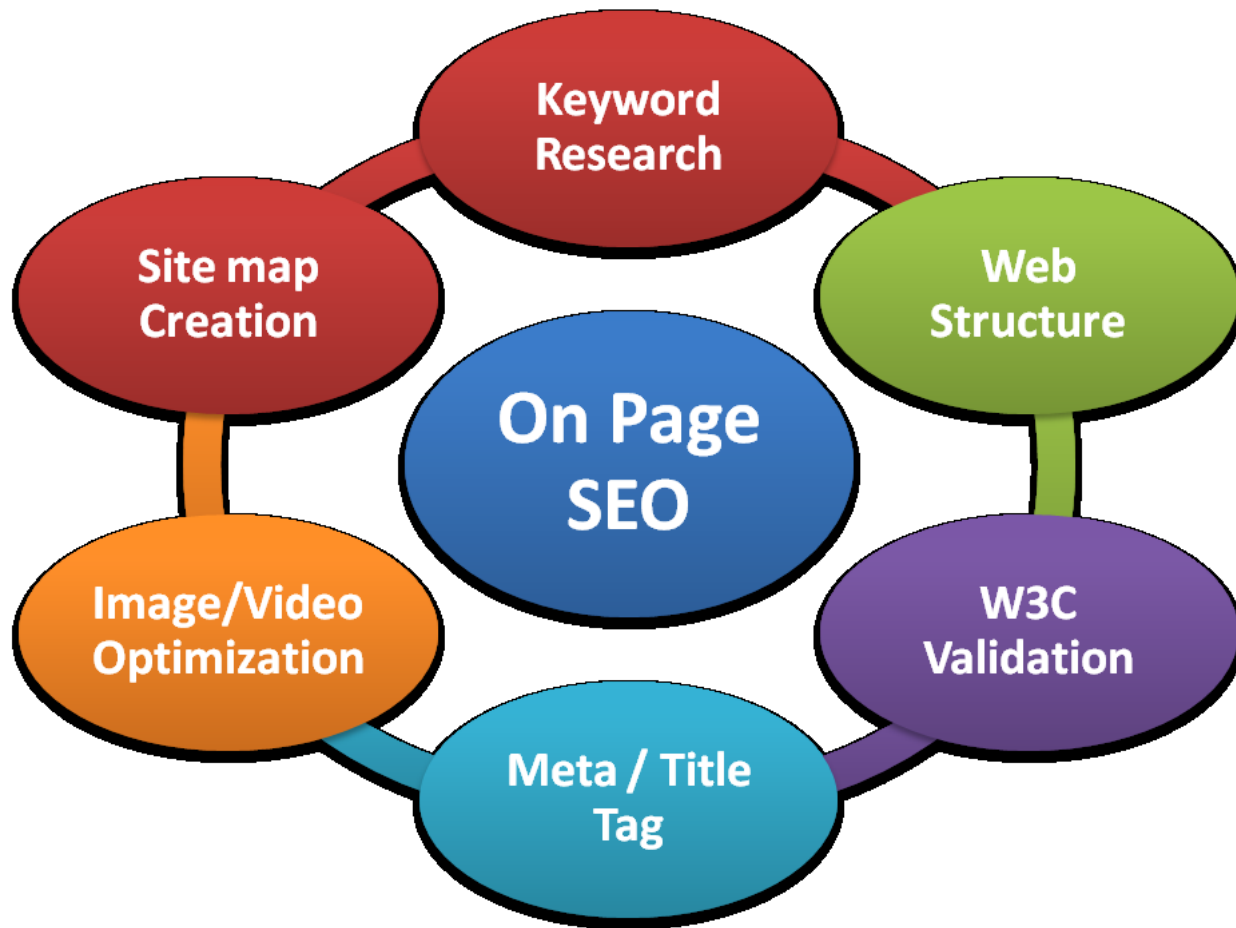 Keyword
Research
Web
Structure
W3C
Validation
Meta / Title
Tag
Image/Video
Optimization
Site map
Creation
On Page
SEO